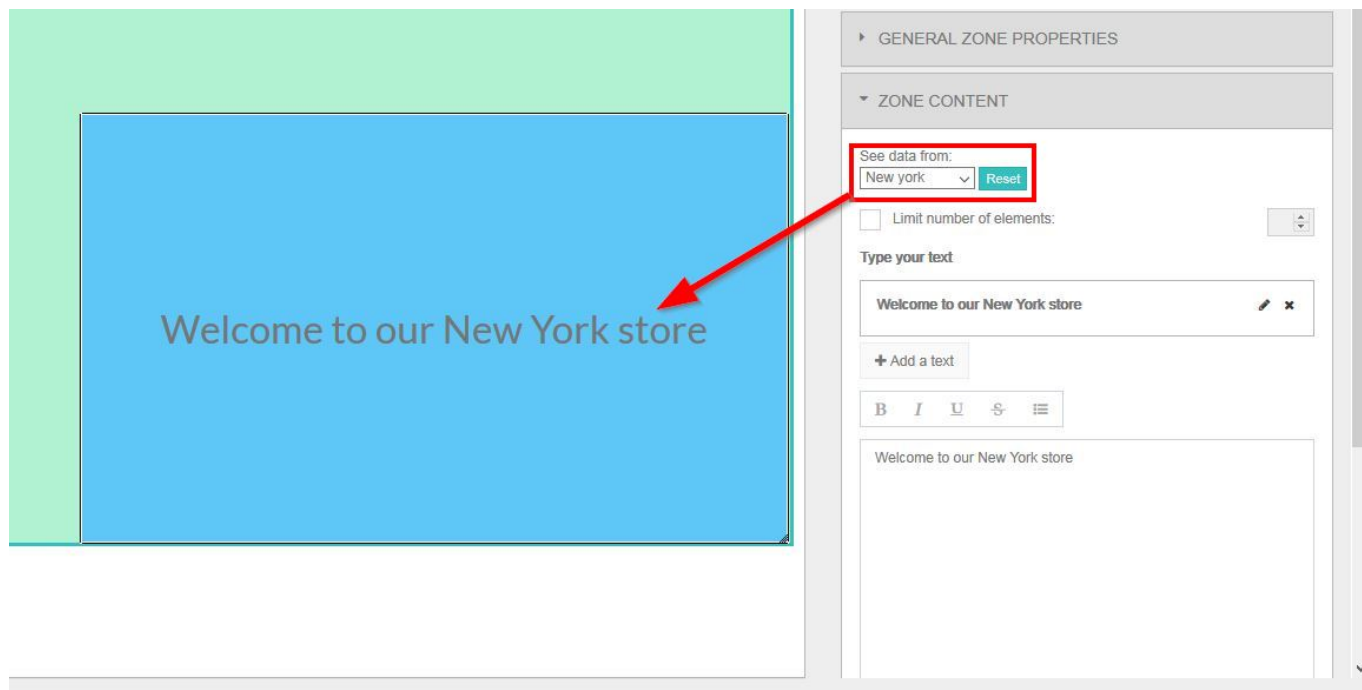 GENERAL ZONE PROPERTIES
ZONE CONTENT
See data from:
New york
Reset
Limit number of elements:
Type your text
Welcome to our New York store
+ Add a text
B I U S
Welcome to our New York store
Welcome to our New York store